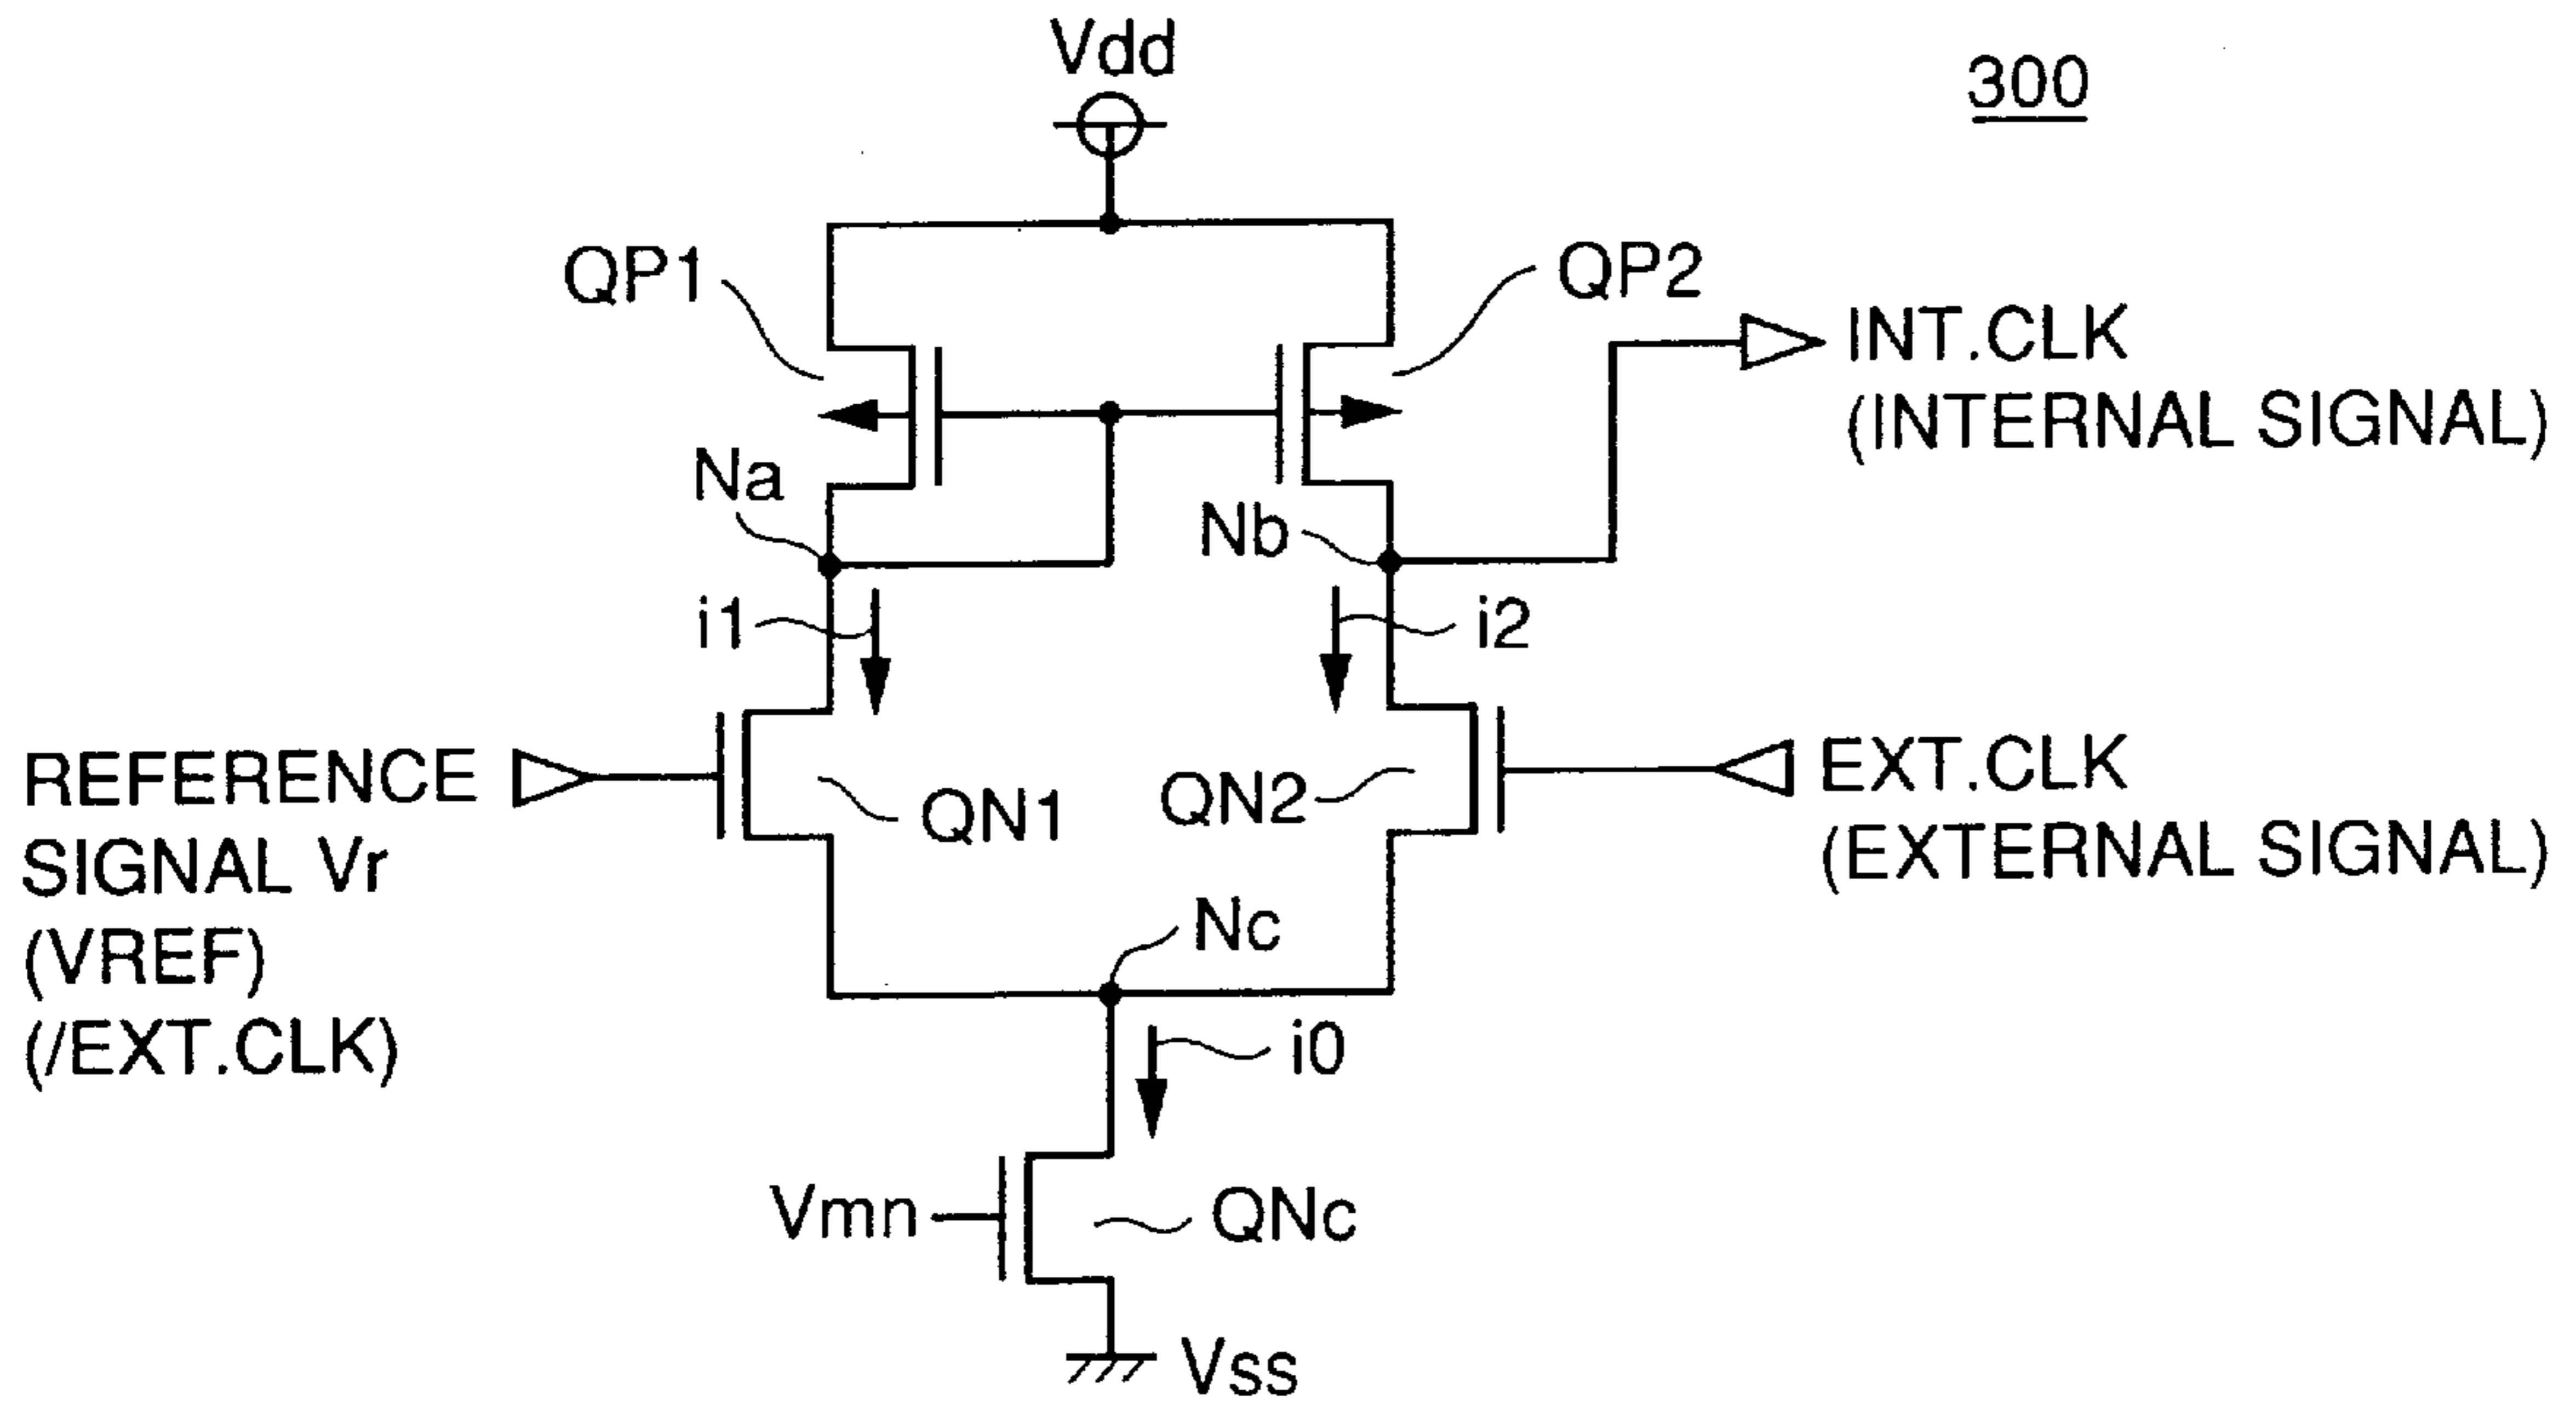 Vdd
300
QP1
QP2
INT.CLK
(INTERNAL SIGNAL)
Na
Nb
i1
i2
REFERENCE
SIGNAL Vr
(VREF)
(/EXT.CLK)
QN1
QN2
EXT.CLK
(EXTERNAL SIGNAL)
Nc
i0
Vmn
QNc
Vss